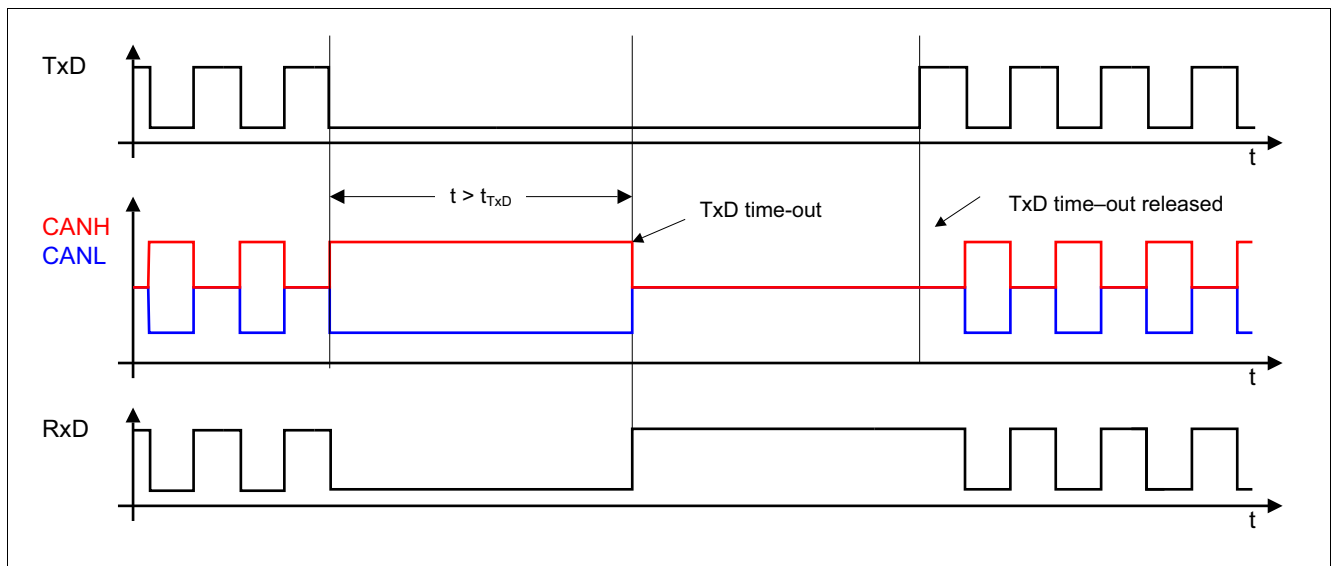 TxD
t
t > tTxD
TxD time-out
TxD time–out released
CANH
CANL
t
RxD
t